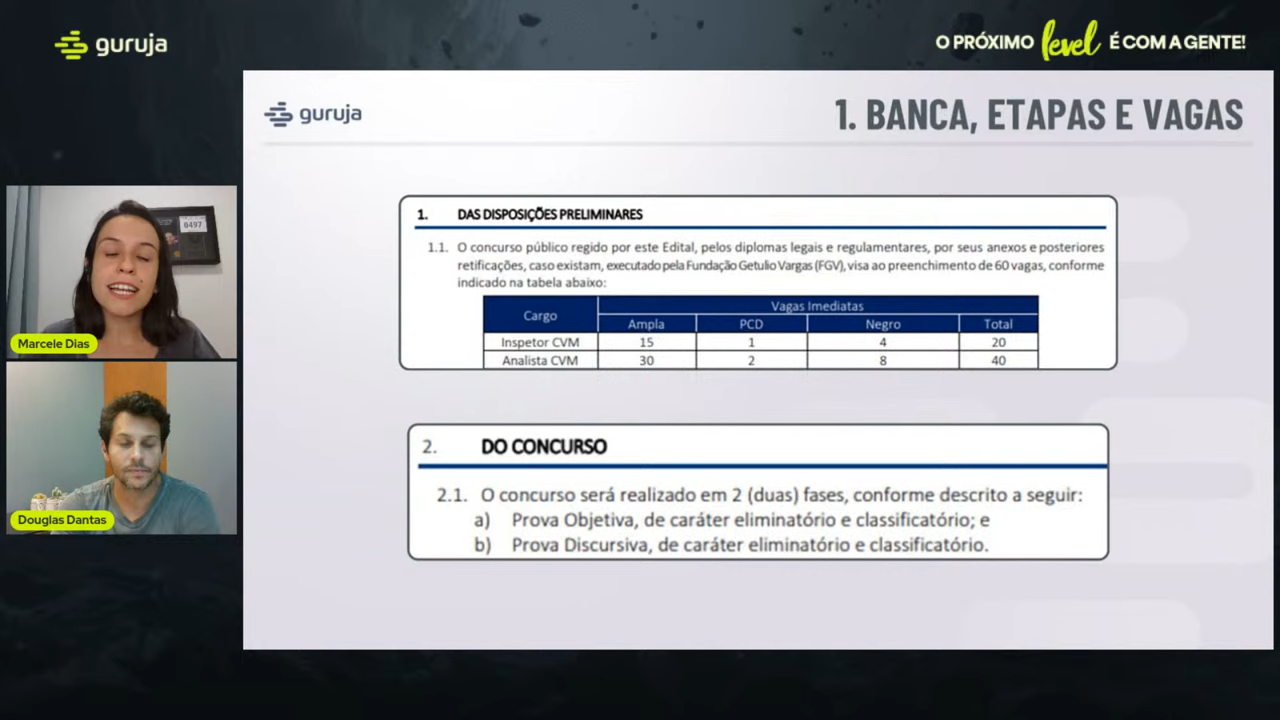 guruja
O PRÓXIMO level É COM A GENTE!
guruja
1. BANCA, ETAPAS E VAGAS
1. DAS DISPOSIÇÕES PRELIMINARES
1.1. O concurso público regido por este Edital, pelos diplomas legais e regulamentares, por seus anexos e posteriores
retificações, caso existam, executado pela Fundação Getulio Vargas (FGV), visa ao preenchimento de 60 vagas, conforme
indicado na tabela abaixo:
Cargo
Vagas Imediatas
Ampla PCD Negro Total
Inspetor CVM 15 1 4 20
Analista CVM 30 2 8 40
2. DO CONCURSO
2.1. O concurso será realizado em 2 (duas) fases, conforme descrito a seguir:
a) Prova Objetiva, de caráter eliminatório e classificatório; e
b) Prova Discursiva, de caráter eliminatório e classificatório.
0497
Marcele Dias
Douglas Dantas